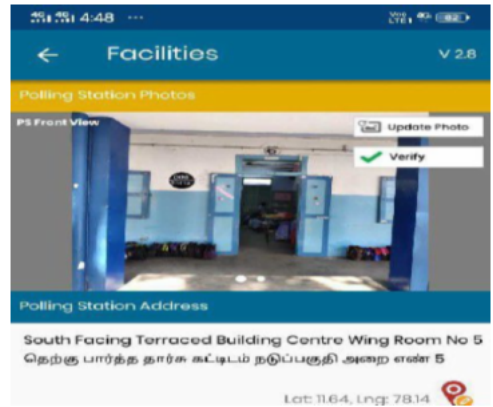 4:48 ...
82
← Facilities V 2.8
Polling Station Photos
PS Front View
Update Photo
Verify
Polling Station Address
South Facing Terraced Building Centre Wing Room No 5
தெற்கு பார்த்த தார்சு கட்டிடம் நடுப்பகுதி அறை எண் 5
Lat: 11.64, Lng: 78.14